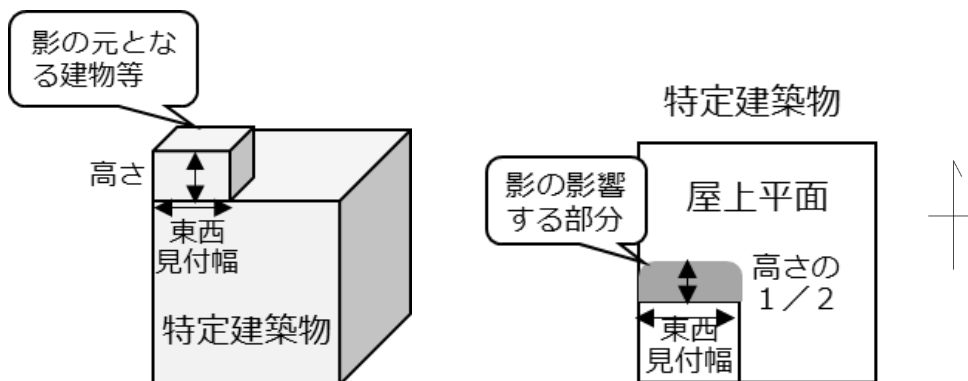 影の元とな
る建物等
高さ
東西
見付幅
特定建築物
特定建築物
影の影響
する部分
屋上平面
高さの
１／２
東西
見付幅